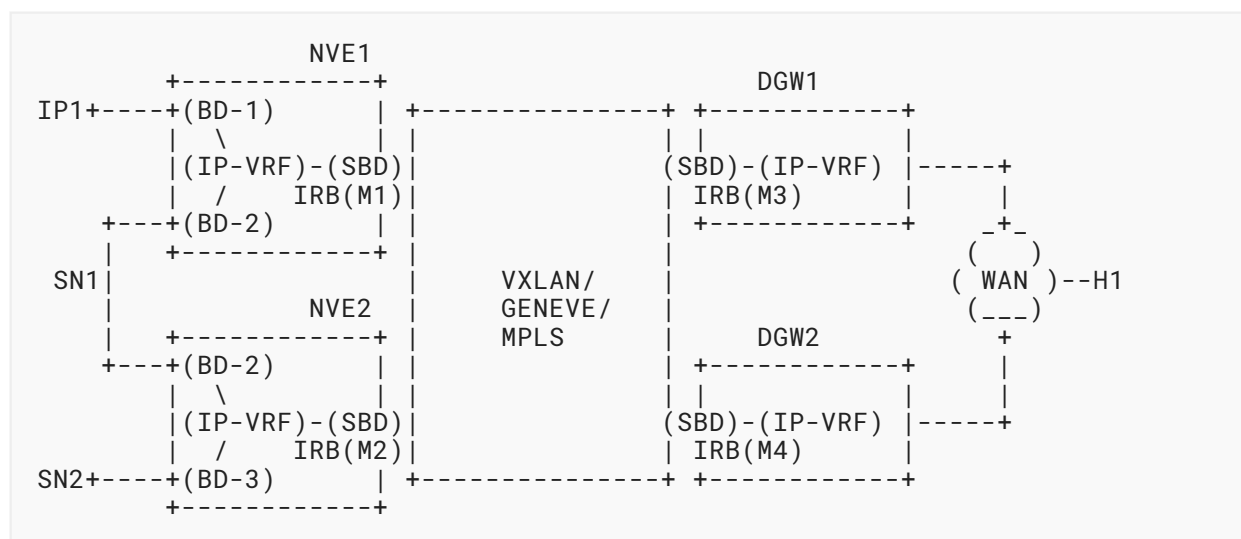 NVE1
         +------------+                       DGW1
IP1+----+(BD-1)      | +---------------+ +------------+
        |  \         | |               | |            |
        |(IP-VRF)-(SBD)|               (SBD)-(IP-VRF) |-----+
        |  /    IRB(M1)|               | IRB(M3)      |     |
    +---+(BD-2)      | |               | +------------+    _+_
    |   +------------+ |               |                  (   )
 SN1|                  |     VXLAN/    |                 ( WAN )--H1
    |            NVE2  |     GENEVE/   |                  (___)
    |   +------------+ |     MPLS      |     DGW2           +
    +---+(BD-2)      | |               | +------------+     |
        |  \         | |               | |            |     |
        |(IP-VRF)-(SBD)|               (SBD)-(IP-VRF) |-----+
        |  /    IRB(M2)|               | IRB(M4)      |
SN2+----+(BD-3)      | +---------------+ +------------+
        +------------+